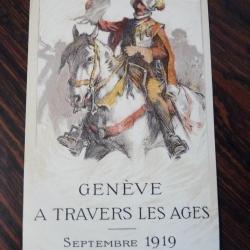 GENÈVE
A TRAVERS LES AGES
SEPTEMBRE 1919